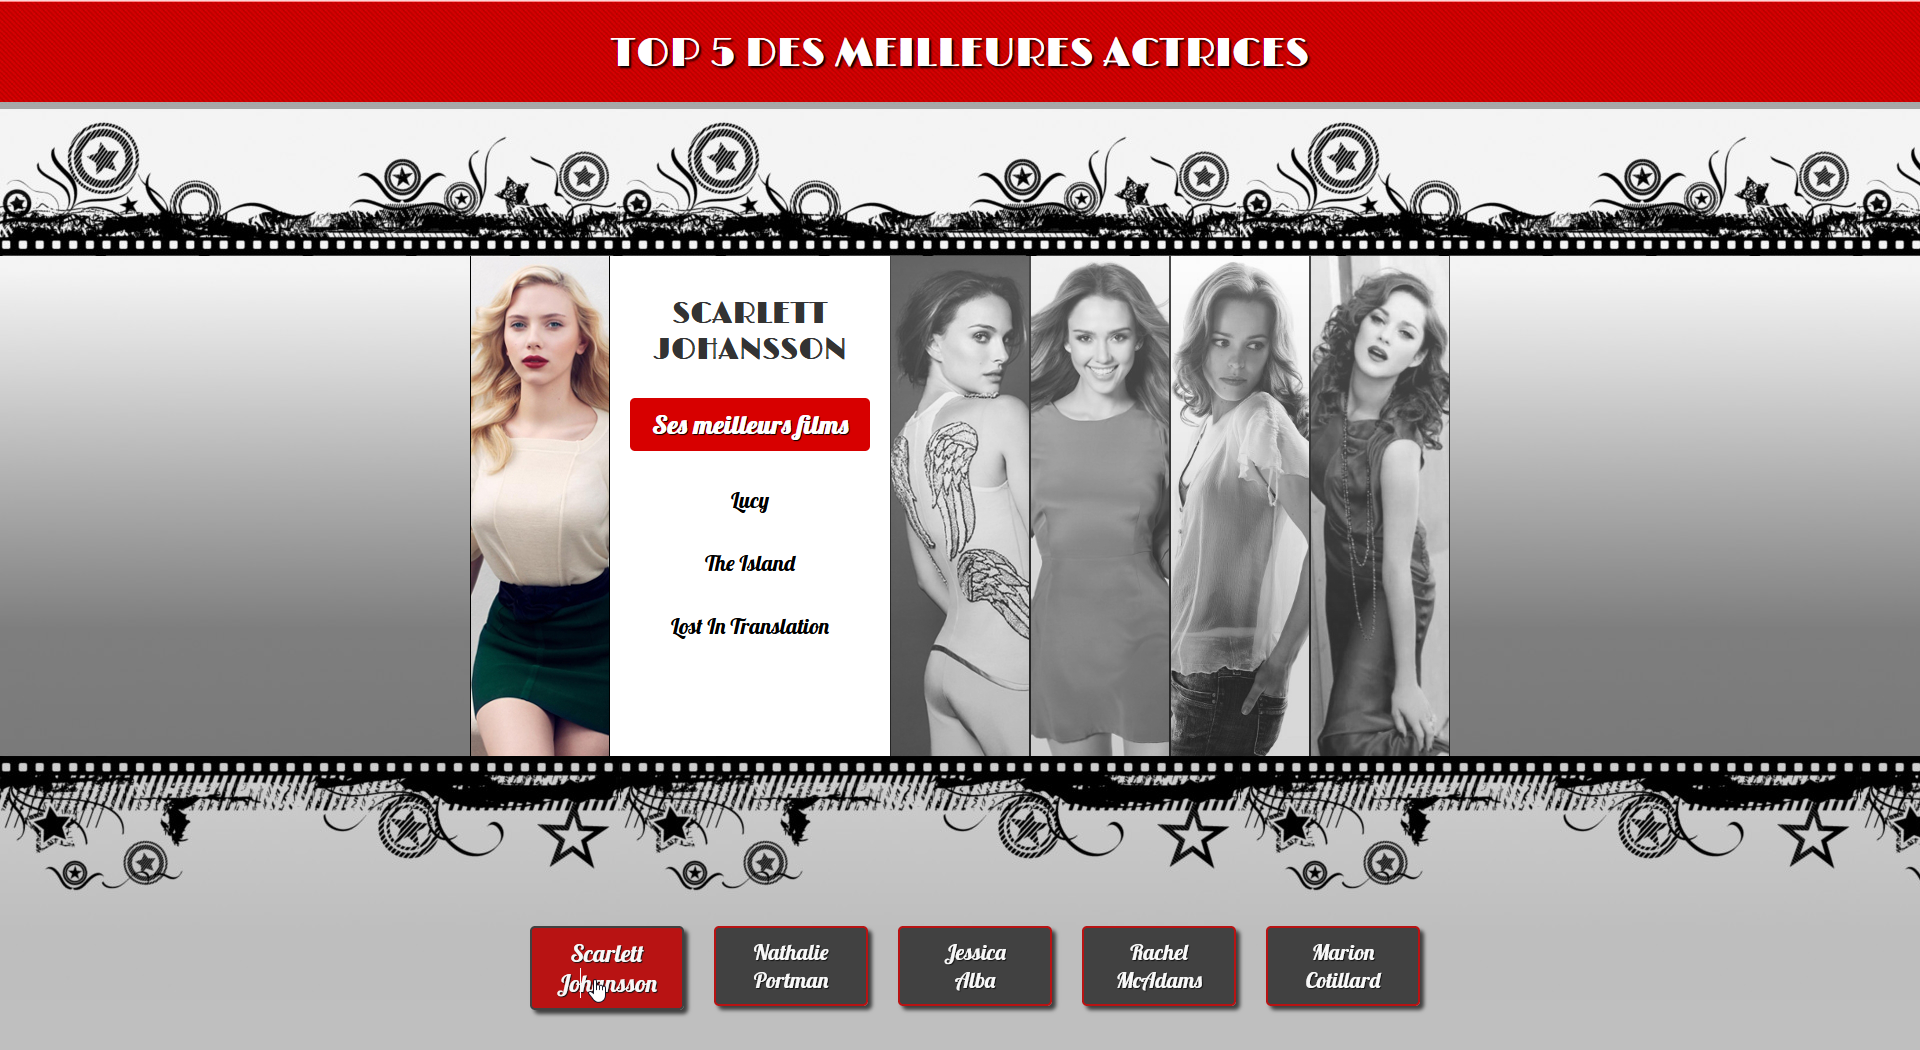 TOP 5 DES MEILLEURES ACTRICES
SCARLETT
JOHANSSON
Ses meilleurs films
Lucy
The Island
Lost In Translation
Scarlett
Johansson
Nathalie
Portman
Jessica
Alba
Rachel
McAdams
Marion
Cotillard